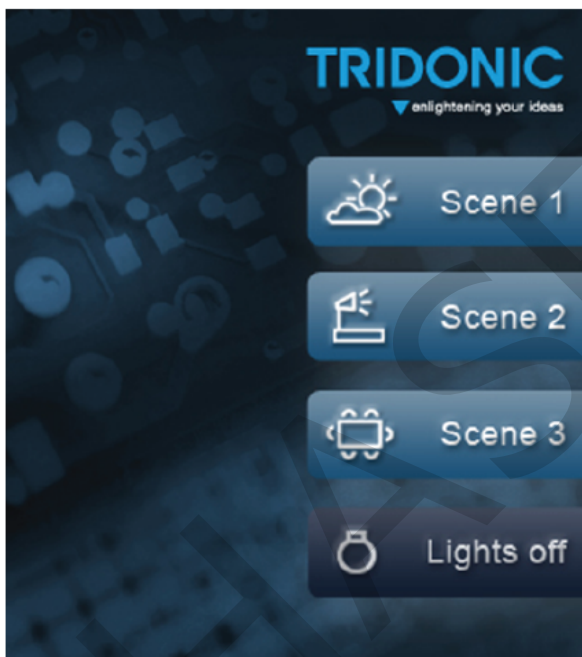 TRIDONIC
enlightening your ideas
Scene 1
Scene 2
Scene 3
Lights off